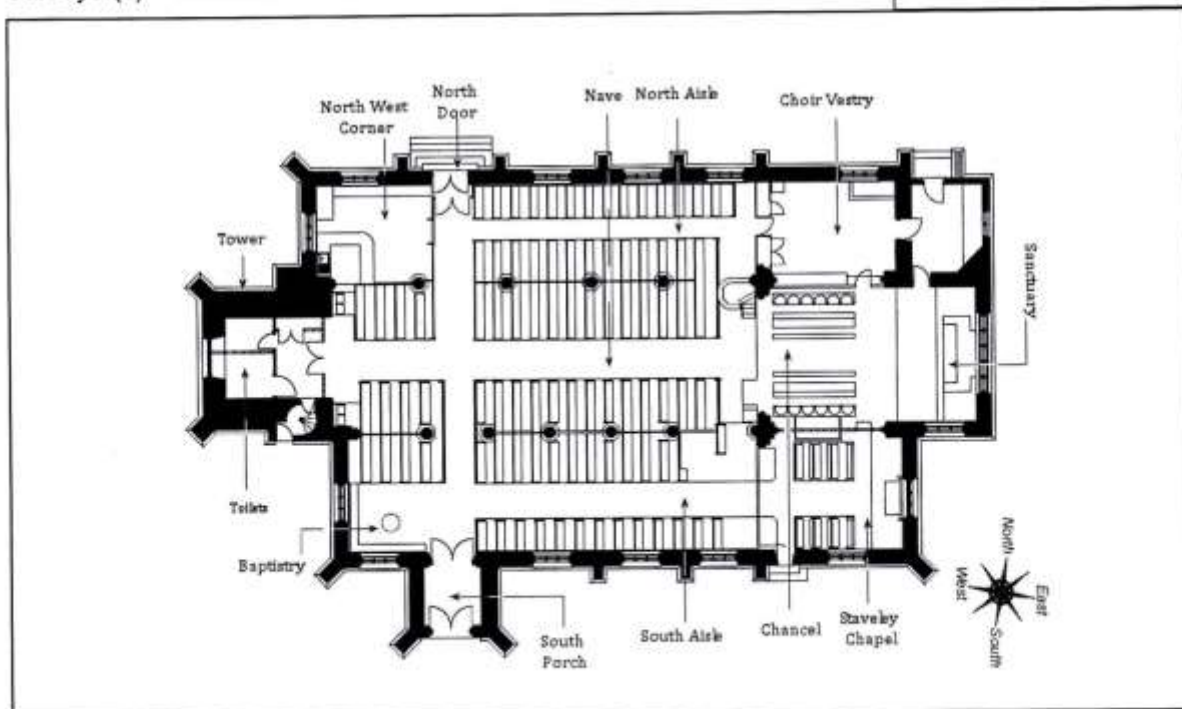 North West
Corner
North
Door
Nave
North Aisle
Choir Vestry
Tower
Sanctuary
Toilets
Baptistry
South
Porch
South Aisle
Chancel
Staveley
Chapel
North
East
West
South